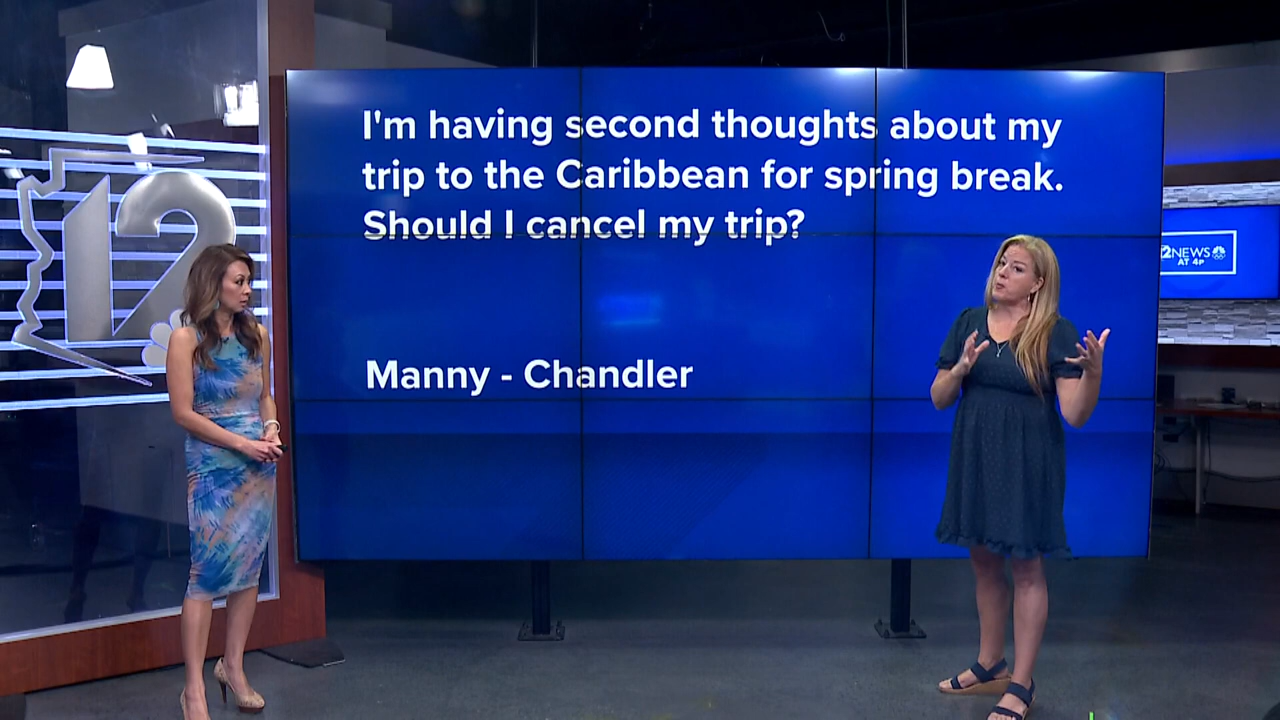 I'm having second thoughts about my
trip to the Caribbean for spring break.
Should I cancel my trip?
Manny - Chandler
12
12NEWS
AT 4P